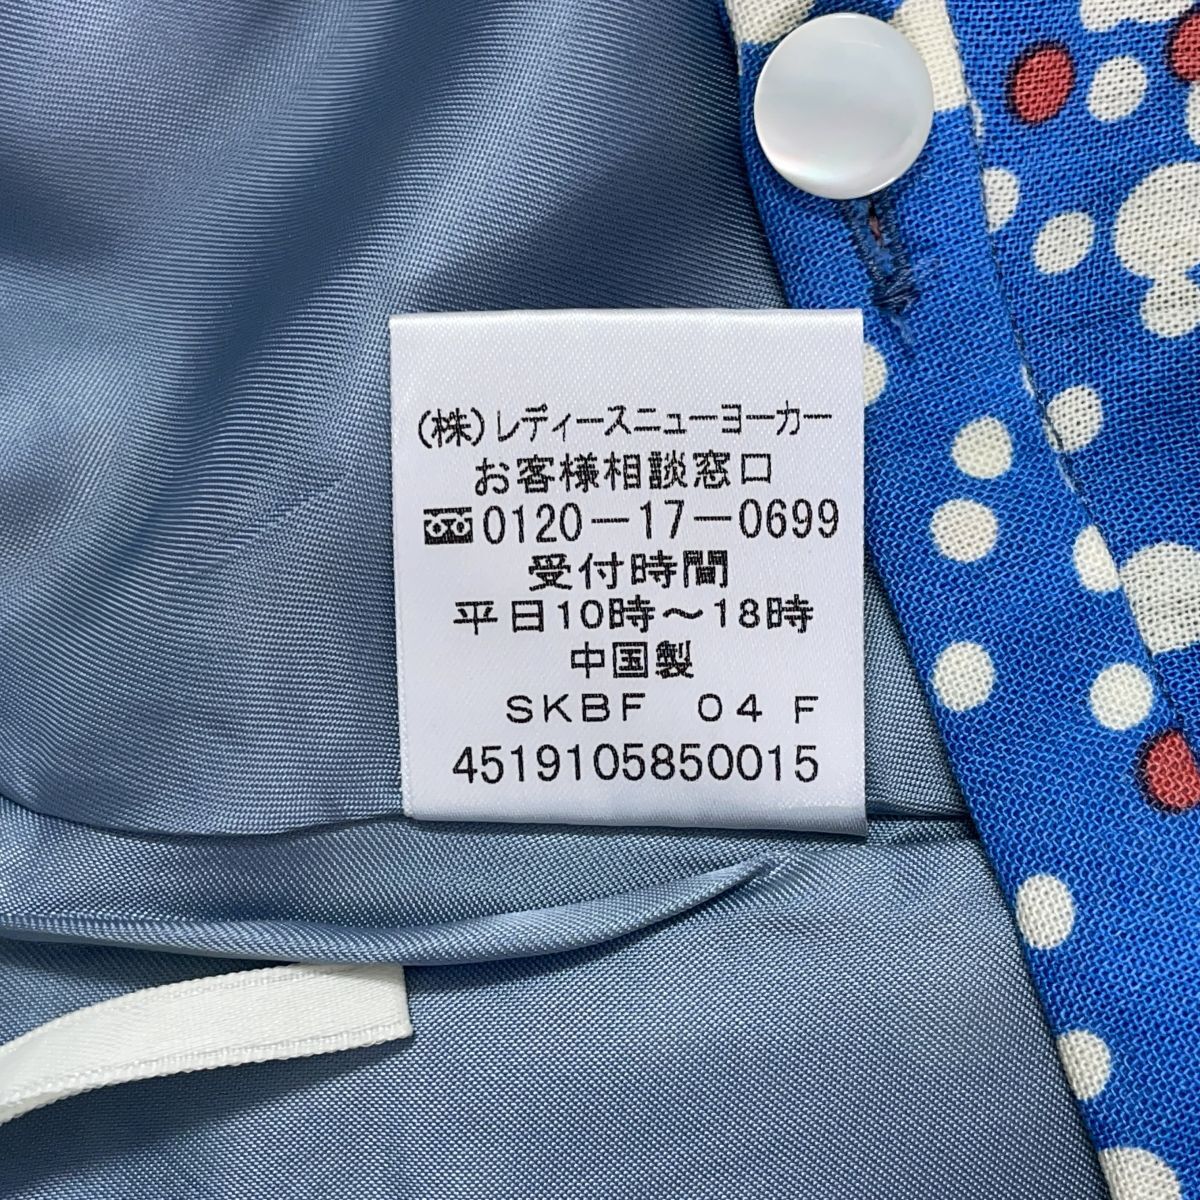 (株)レディースニューヨーカー
お客様相談窓口
0120-17-0699
受付時間
平日10時~18時
中国製
SKBF 04 F
4519105850015